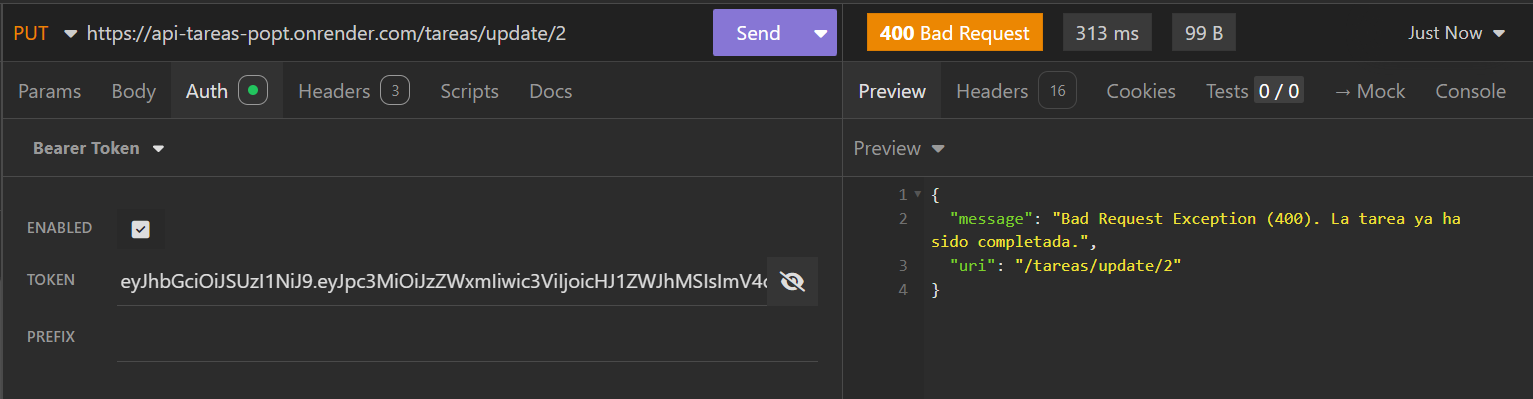 PUT https://api-tareas-popt.onrender.com/tareas/update/2 Send
400 Bad Request 313 ms 99 B Just Now
Params Body Auth Headers 3 Scripts Docs
Preview Headers 16 Cookies Tests 0 / 0 → Mock Console
Bearer Token
Preview
ENABLED
TOKEN eyJhbGciOiJSUzI1NiJ9.eyJpc3MiOiJzZWxmIiwic3ViIjoicHJ1ZWJhMSIsImV4c
PREFIX
1 {
2 "message": "Bad Request Exception (400). La tarea ya ha
sido completada.",
3 "uri": "/tareas/update/2"
4 }